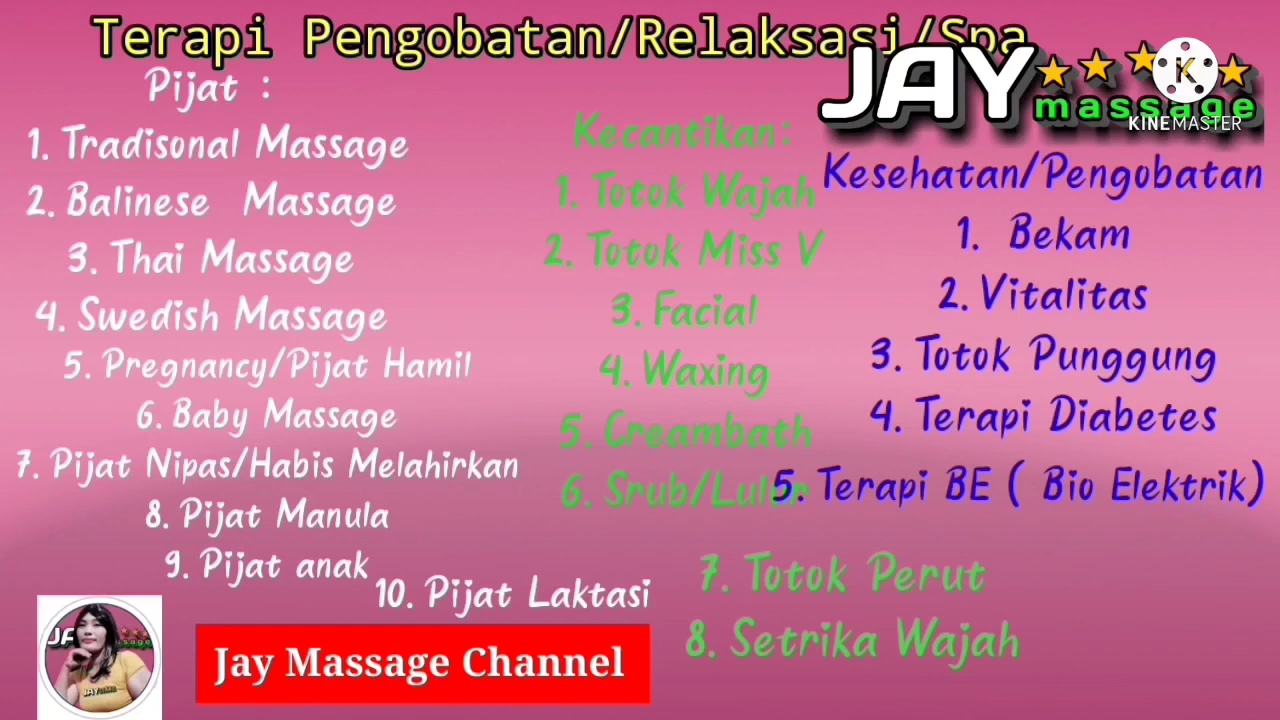 Terapi Pengobatan/Relaksasi/Spa
JAY
massage
KINEMASTER
Pijat :
1. Tradisonal Massage
2. Balinese Massage
3. Thai Massage
4. Swedish Massage
5. Pregnancy/Pijat Hamil
6. Baby Massage
7. Pijat Nipas/Habis Melahirkan
8. Pijat Manula
9. Pijat anak
10. Pijat Laktasi
Kecantikan:
1. Totok Wajah
2. Totok Miss V
3. Facial
4. Waxing
5. Creambath
6. Srub/Lulur
7. Totok Perut
8. Setrika Wajah
Kesehatan/Pengobatan
1. Bekam
2. Vitalitas
3. Totok Punggung
4. Terapi Diabetes
5. Terapi BE ( Bio Elektrik)
Jay Massage Channel